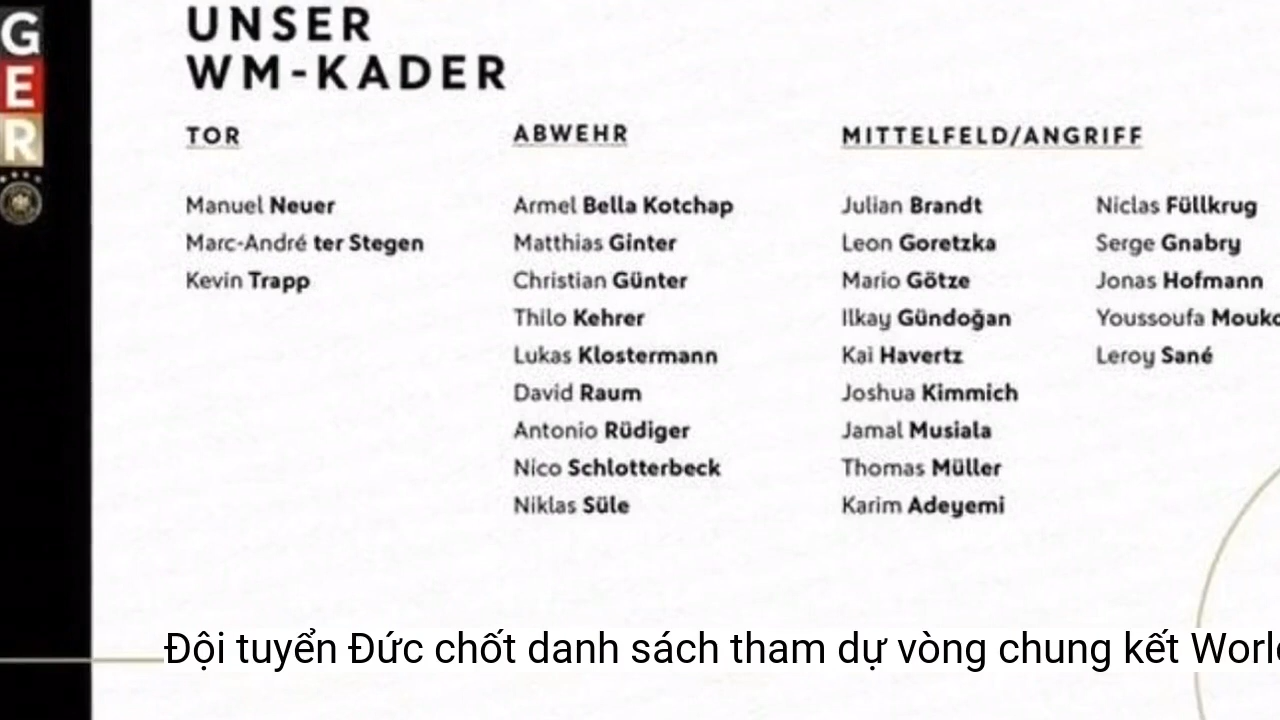 GER
UNSER
WM-KADER
TOR
Manuel Neuer
Marc-André ter Stegen
Kevin Trapp
ABWEHR
Armel Bella Kotchap
Matthias Ginter
Christian Günter
Thilo Kehrer
Lukas Klostermann
David Raum
Antonio Rüdiger
Nico Schlotterbeck
Niklas Süle
MITTELFELD/ANGRIFF
Julian Brandt
Leon Goretzka
Mario Götze
Ilkay Gündoğan
Kai Havertz
Joshua Kimmich
Jamal Musiala
Thomas Müller
Karim Adeyemi
Niclas Füllkrug
Serge Gnabry
Jonas Hofmann
Youssoufa
Leroy Sané
Đội tuyển Đức chốt danh sách tham dự vòng chung kết